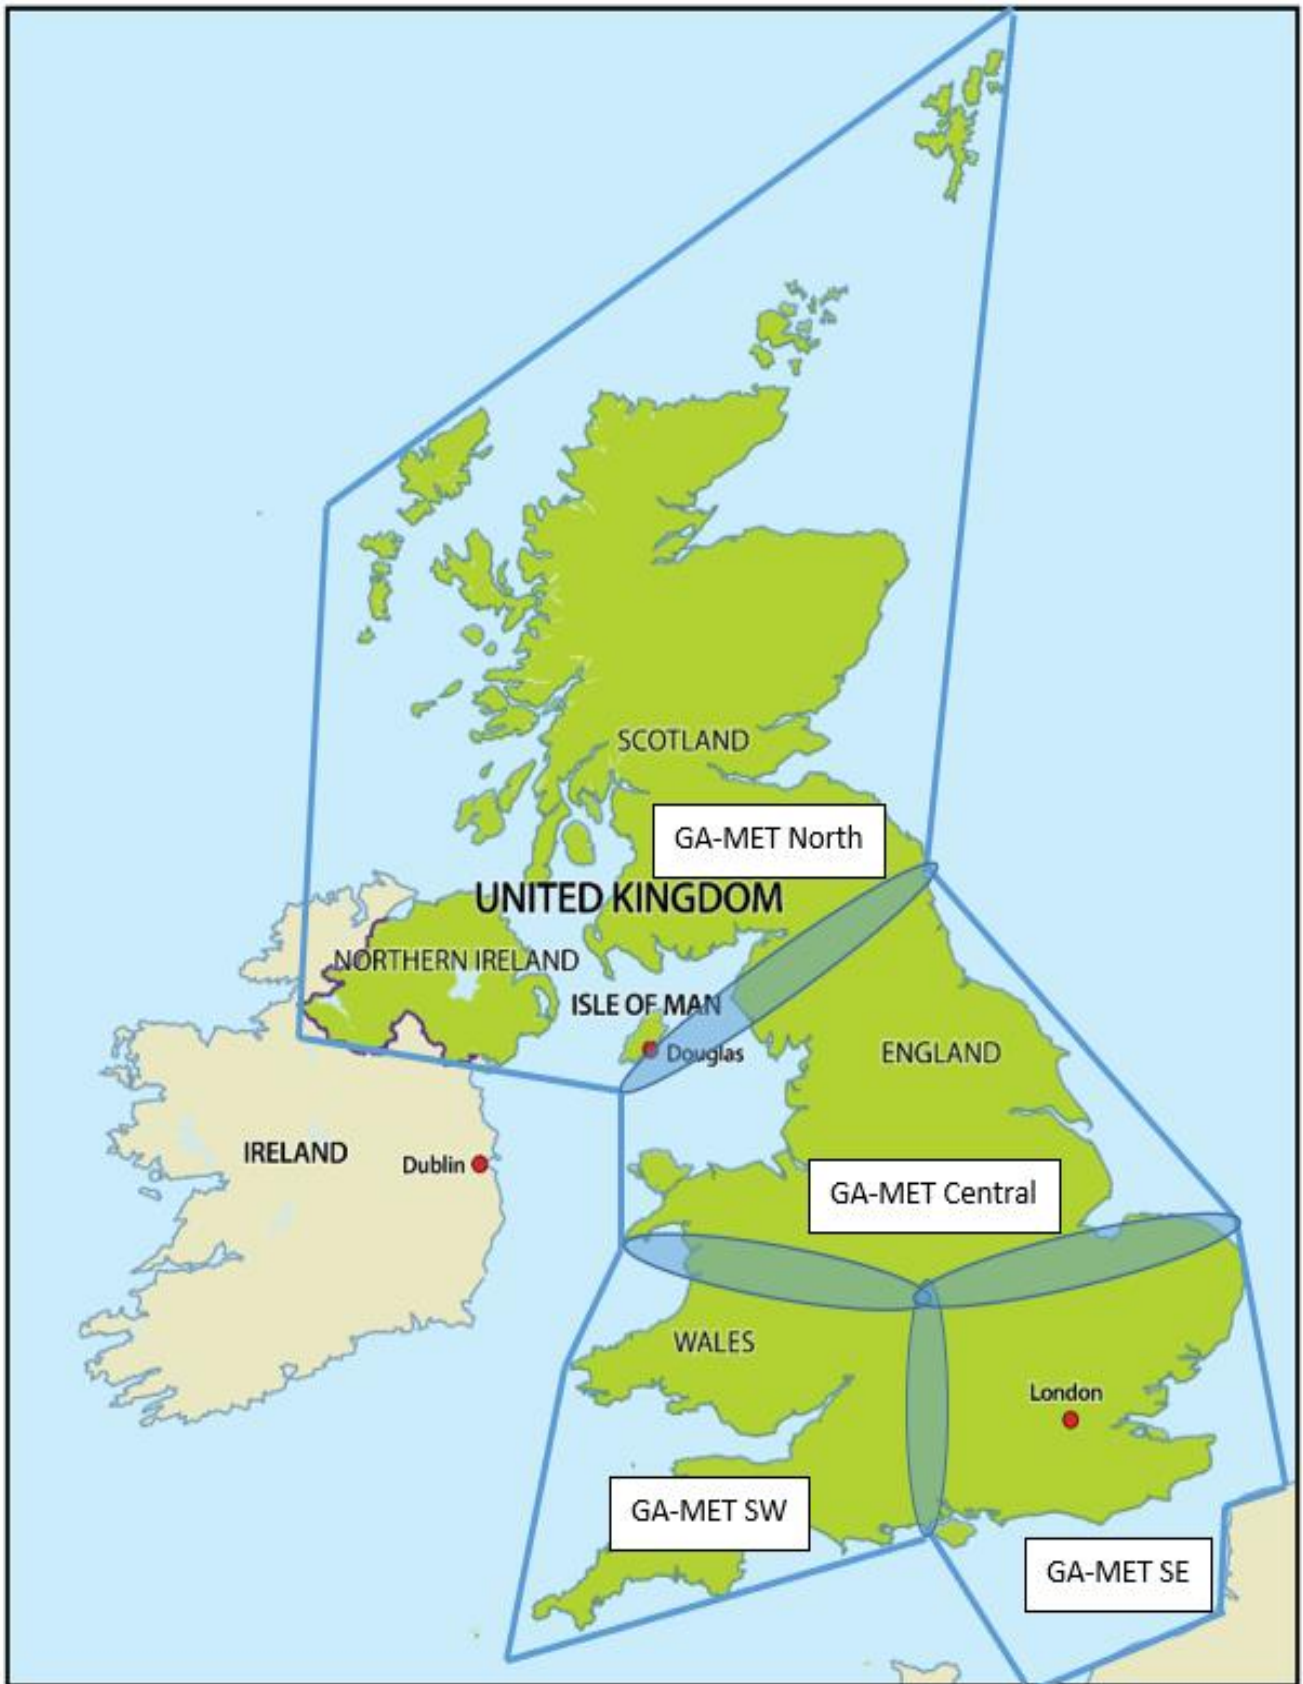 SCOTLAND
GA-MET North
UNITED KINGDOM
NORTHERN IRELAND
ISLE OF MAN
Douglas
ENGLAND
IRELAND
Dublin
GA-MET Central
WALES
London
GA-MET SW
GA-MET SE